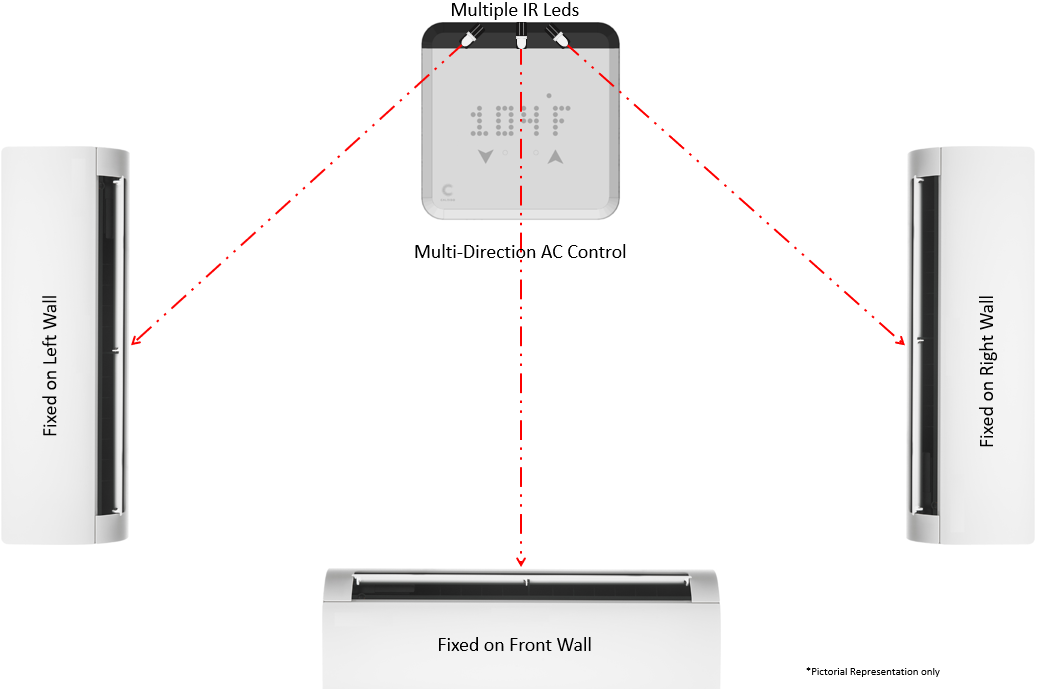 Multiple IR Leds
104°F
Multi-Direction AC Control
Fixed on Left Wall
Fixed on Right Wall
Fixed on Front Wall
*Pictorial Representation only